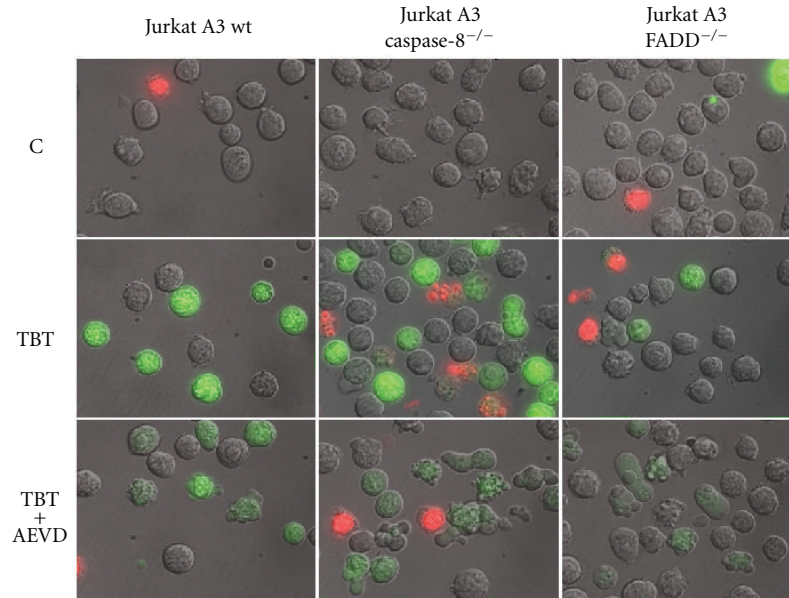 Jurkat A3 wt
Jurkat A3
caspase-8−/−
Jurkat A3
FADD−/−
C
TBT
TBT
+
AEVD